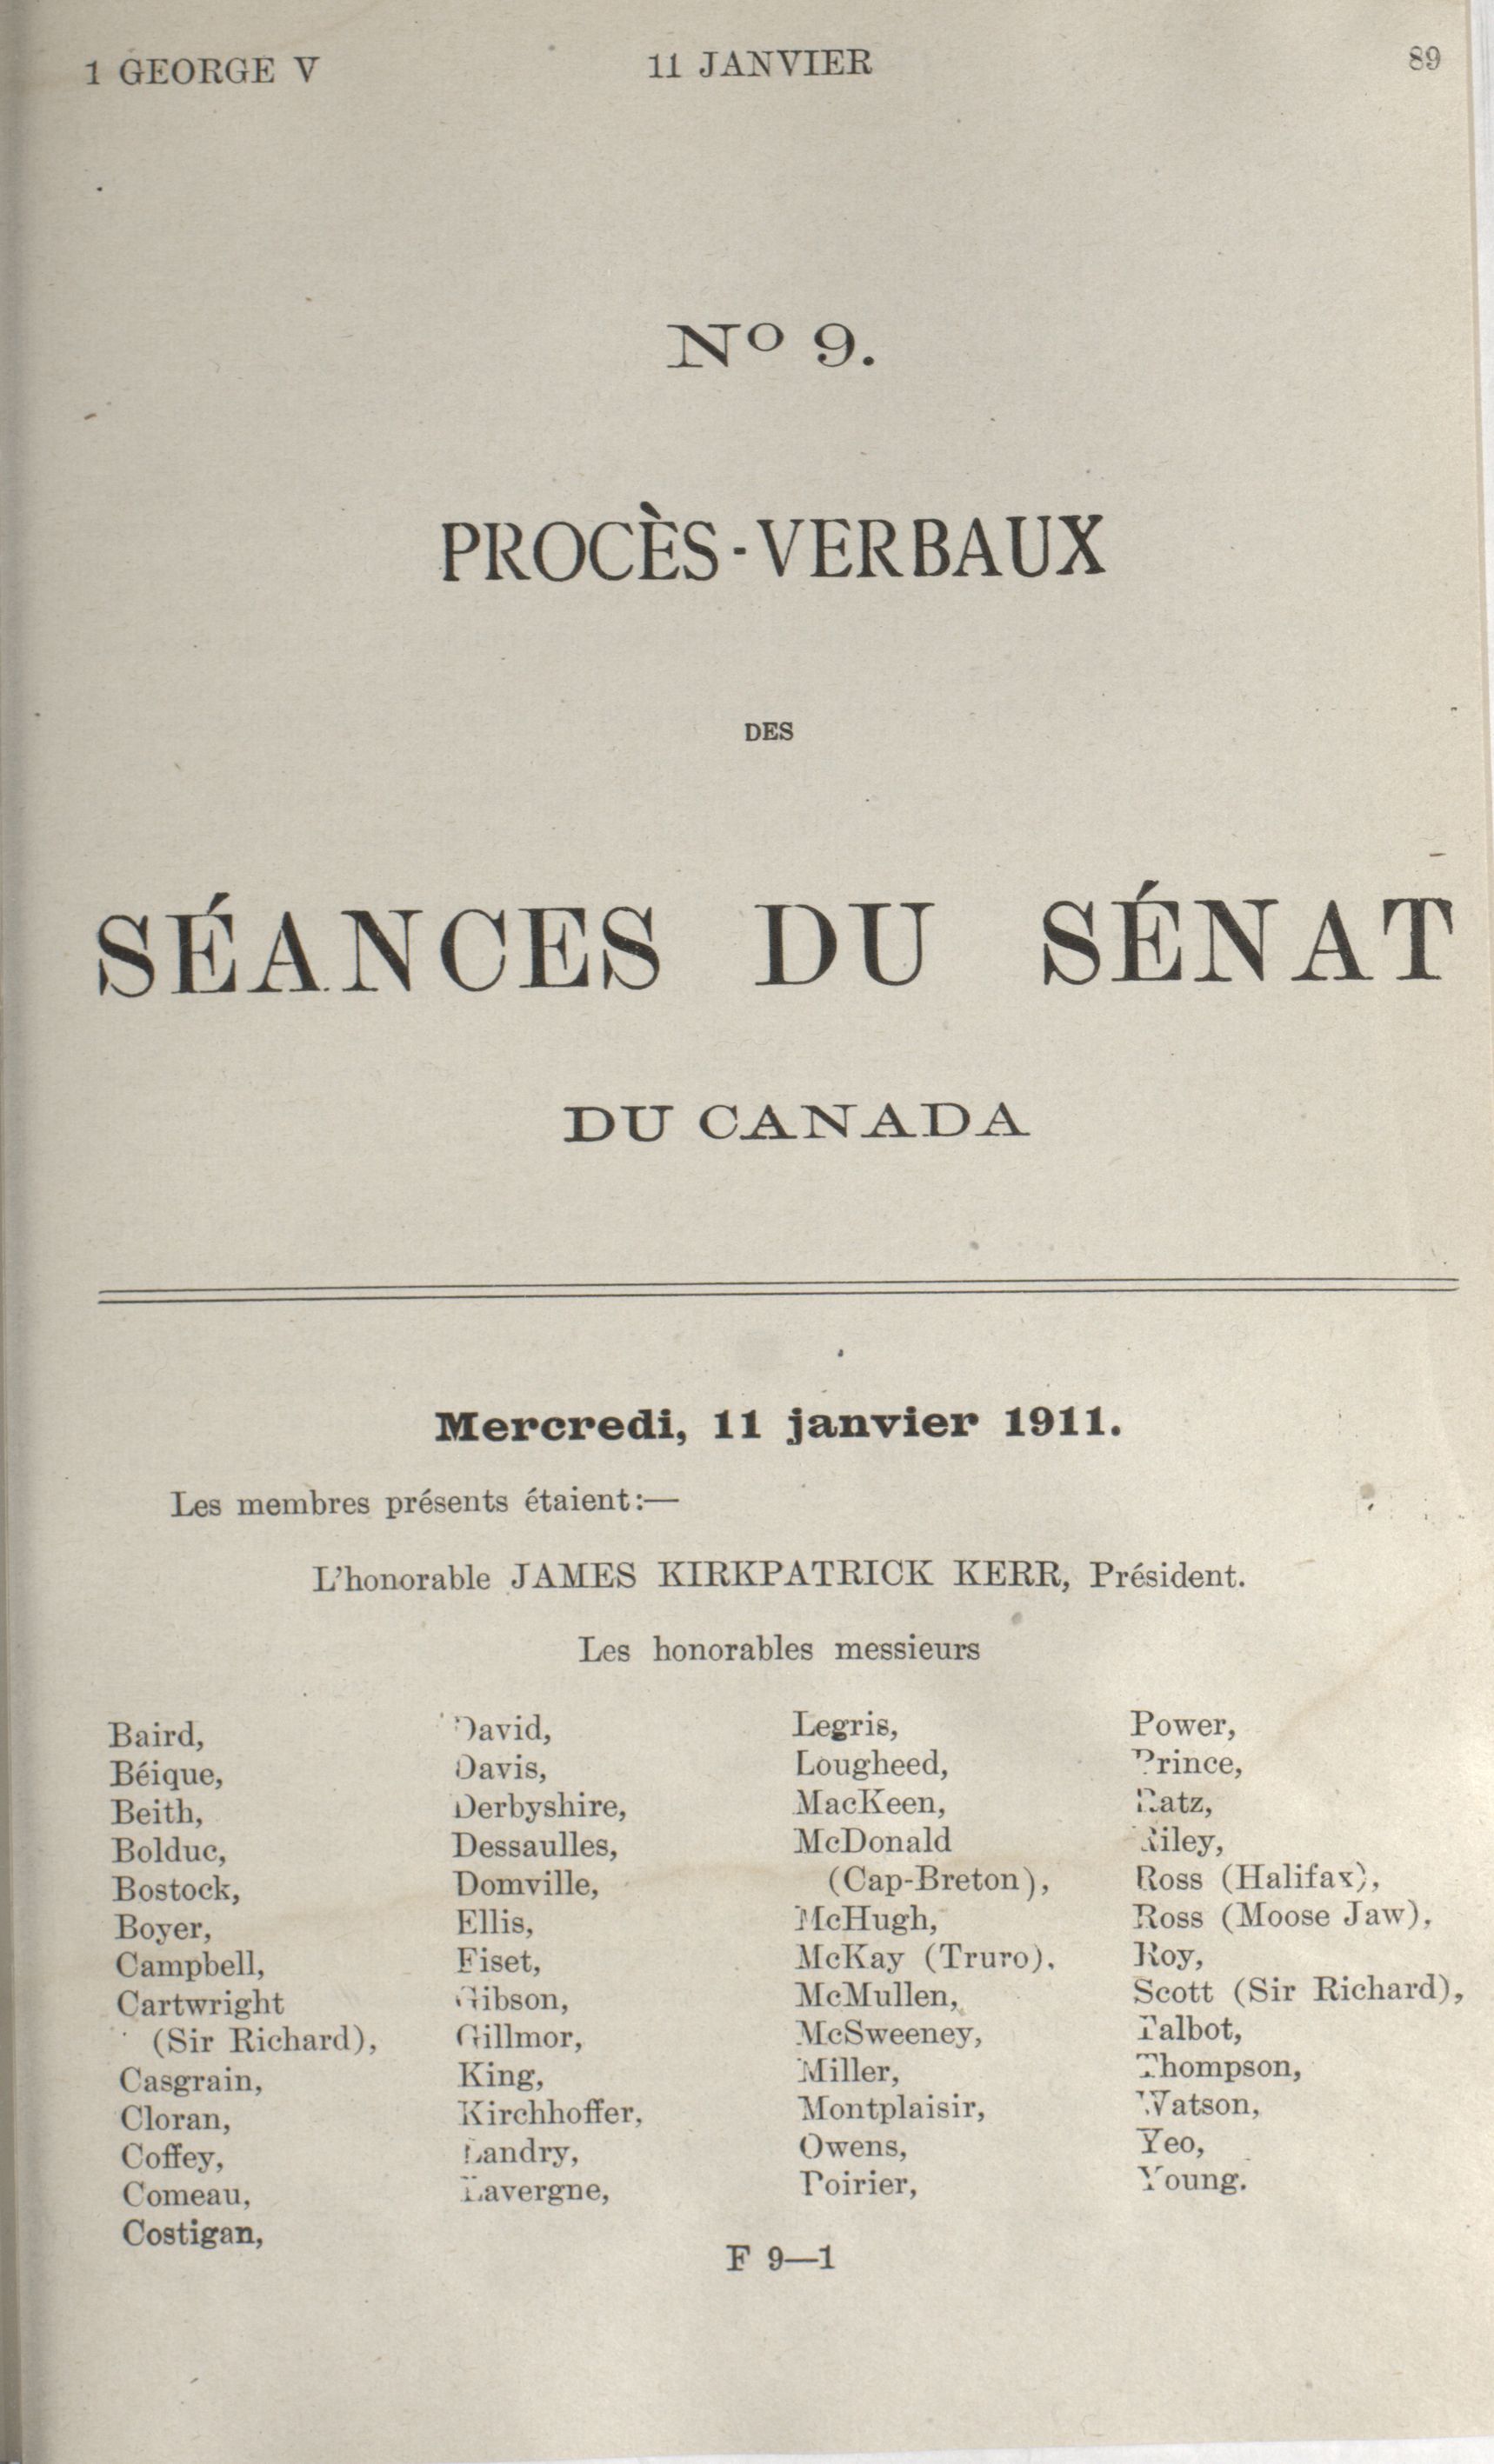 1 GEORGE V 11 JANVIER 89
No 9.
PROCÈS-VERBAUX
DES
SÉANCES DU SÉNAT
DU CANADA
Mercredi, 11 janvier 1911.
Les membres présents étaient:—
L'honorable JAMES KIRKPATRICK KERR, Président.
Les honorables messieurs
Baird,
Béique,
Beith,
Bolduc,
Bostock,
Boyer,
Campbell,
Cartwright
(Sir Richard),
Casgrain,
Cloran,
Coffey,
Comeau,
Costigan,
David,
Davis,
Derbyshire,
Dessaulles,
Domville,
Ellis,
Fiset,
Gibson,
Gillmor,
King,
Kirchhoffer,
Landry,
Lavergne,
Legris,
Lougheed,
MacKeen,
McDonald
(Cap-Breton),
McHugh,
McKay (Truro),
McMullen,
McSweeney,
Miller,
Montplaisir,
Owens,
Poirier,
Power,
Prince,
Ratz,
Riley,
Ross (Halifax),
Ross (Moose Jaw),
Roy,
Scott (Sir Richard),
Talbot,
Thompson,
Watson,
Yeo,
Young.
F 9—1